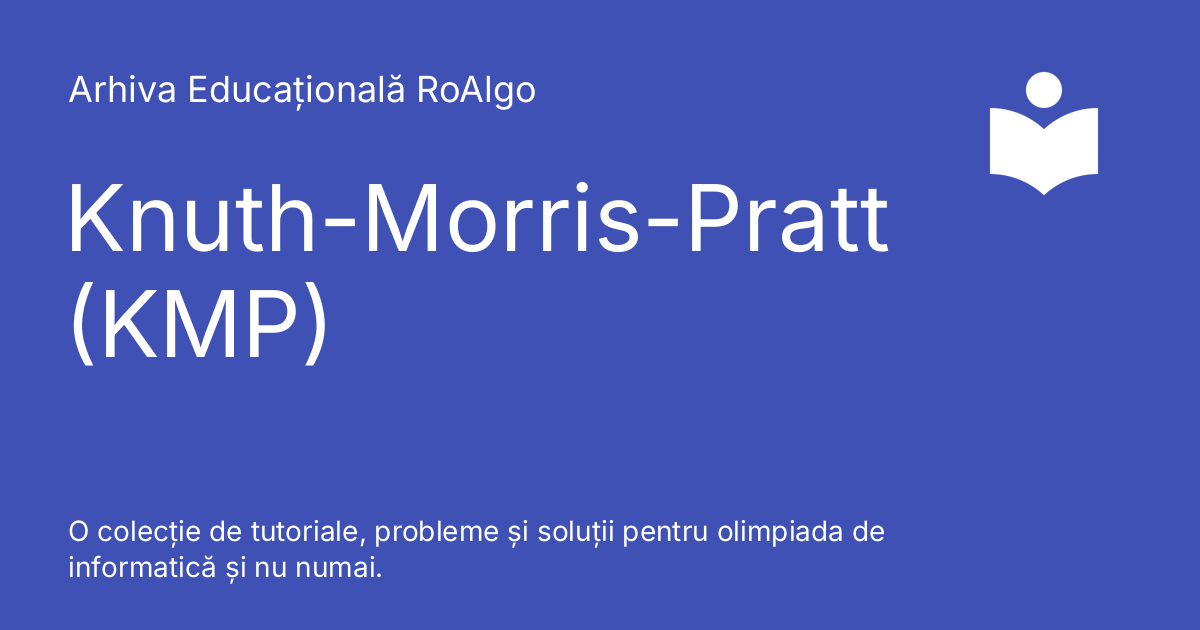 Arhiva Educațională RoAlgo
Knuth-Morris-Pratt
(KMP)
O colecție de tutoriale, probleme și soluții pentru olimpiada de
informatică și nu numai.